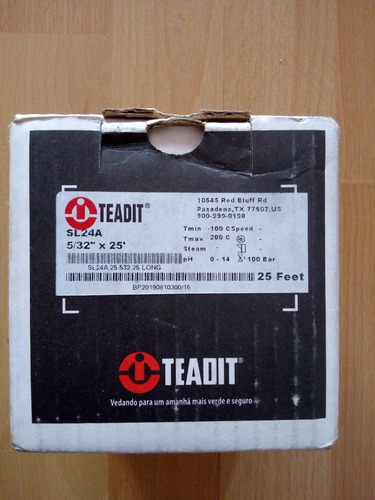 TEADIT®
SL24A
5/32" x 25'
10545 Red Bluff Rd
Pasadena,TX 77507,US
800-999-0198
Tmin -100 C Speed -
Tmax 260 C -
Steam - -
pH 0 - 14 100 Bar
SL24A 25.532.25 LONG
25 Feet
BP20190810300/16
TEADIT®
Vedando para um amanhã mais verde e seguro